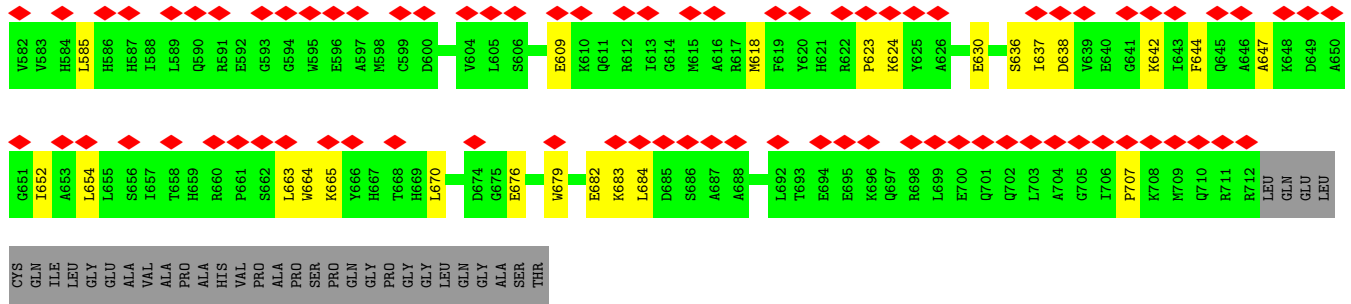 V582 V583 H584 L585 H586 H587 I588 L589 Q590 R591 E592 G593 G594 W595 E596 A597 M598 C599 D600 V604 L605 S606 E609 K610 Q611 R612 I613 G614 M615 A616 R617 M618 F619 Y620 H621 R622 P623 K624 Y625 A626 E630 S636 I637 D638 V639 E640 G641 K642 I643 F644 Q645 A646 A647 K648 D649 A650
G651 I652 A653 L654 L655 S656 I657 T658 H659 R660 P661 S662 L663 W664 K665 Y666 H667 T668 H669 L670 D674 G675 E676 W679 E682 K683 L684 D685 S686 A687 A688 L692 T693 E694 E695 K696 Q697 R698 L699 E700 Q701 Q702 L703 A704 G705 I706 P707 K708 M709 Q710 R711 R712 LEU GLN GLU LEU
CYS GLN ILE LEU GLY GLU ALA VAL ALA PRO ALA HIS VAL PRO ALA PRO SER PRO GLN GLY PRO GLY GLY LEU GLN GLY ALA SER THR